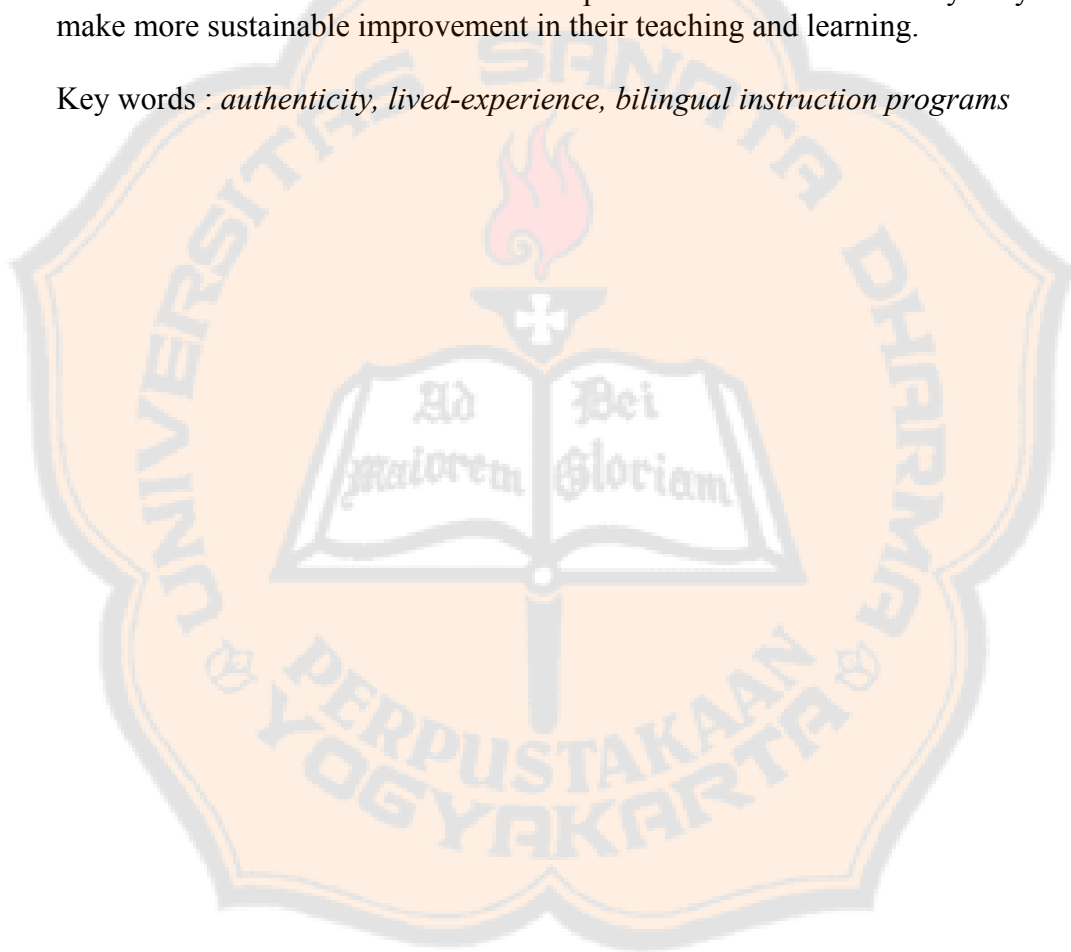 make more sustainable improvement in their teaching and learning.
Key words : authenticity, lived-experience, bilingual instruction programs
UNIVERSITAS SANATA DHARMA
Ad Dei
Maiorem Gloriam
PERPUSTAKAAN
YOGYAKARTA